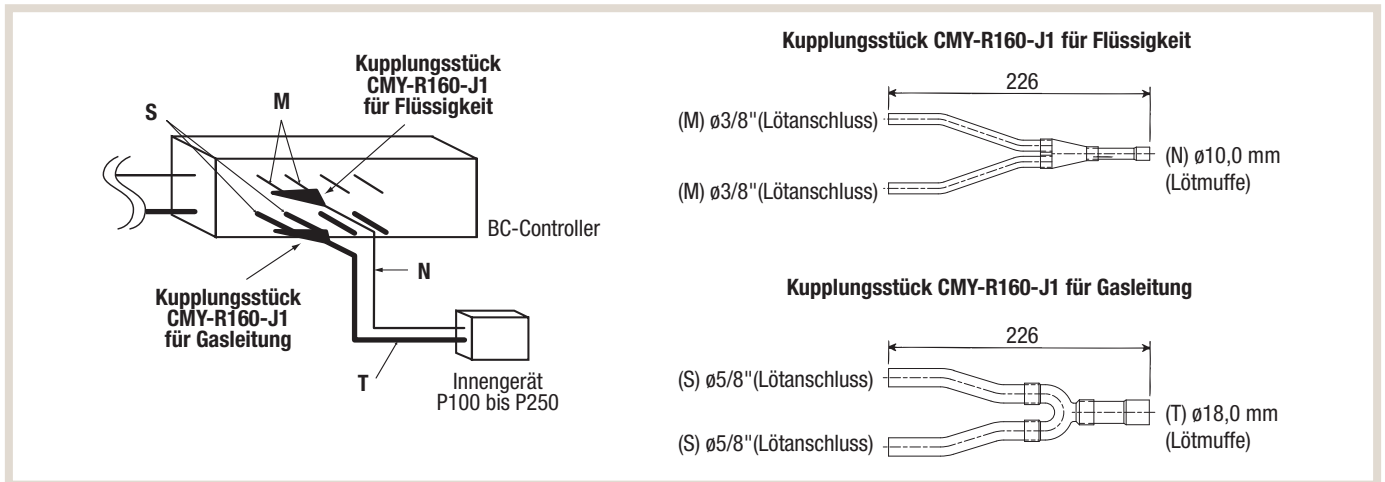 Kupplungsstück
CMY-R160-J1
für Flüssigkeit
M
S
BC-Controller
N
Kupplungsstück
CMY-R160-J1
für Gasleitung
T
Innengerät
P100 bis P250
Kupplungsstück CMY-R160-J1 für Flüssigkeit
226
(M) ø3/8"(Lötanschluss)
(N) ø10,0 mm
(Lötmuffe)
(M) ø3/8"(Lötanschluss)
Kupplungsstück CMY-R160-J1 für Gasleitung
226
(S) ø5/8"(Lötanschluss)
(T) ø18,0 mm
(Lötmuffe)
(S) ø5/8"(Lötanschluss)